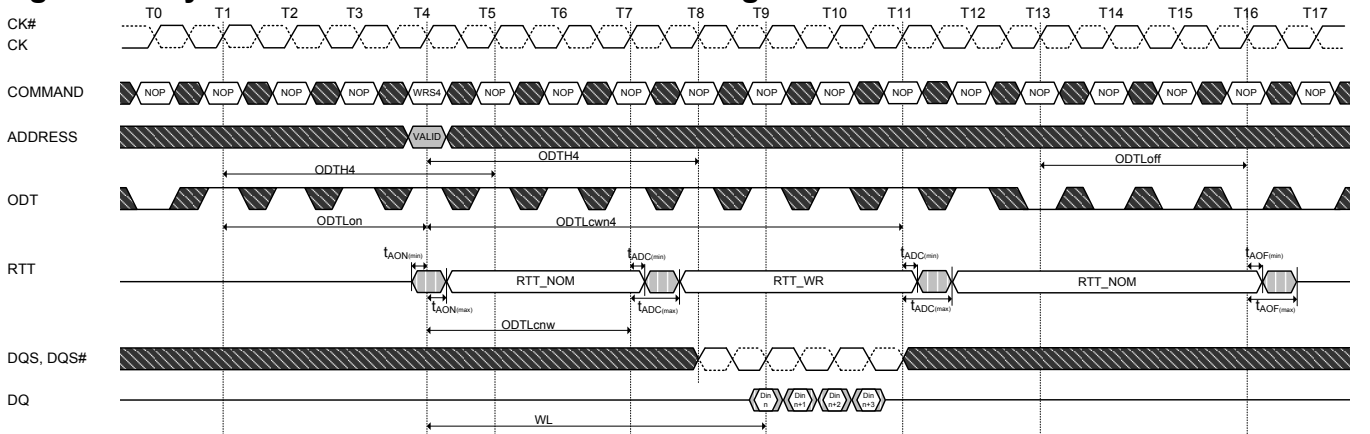 T0 T1 T2 T3 T4 T5 T6 T7 T8 T9 T10 T11 T12 T13 T14 T15 T16 T17
CK#
CK
COMMAND NOP NOP NOP NOP WRS4 NOP NOP NOP NOP NOP NOP NOP NOP NOP NOP NOP NOP NOP
ADDRESS VALID
ODTH4 ODTLoff
ODTH4
ODT
ODTLon ODTLcwn4
tAON(min) tADC(min) tADC(min) tAOF(min)
RTT RTT_NOM RTT_WR RTT_NOM
tAON(max) tADC(max) tADC(max) tAOF(max)
ODTLcnw
DQS, DQS#
DQ Din n Din n+1 Din n+2 Din n+3
WL